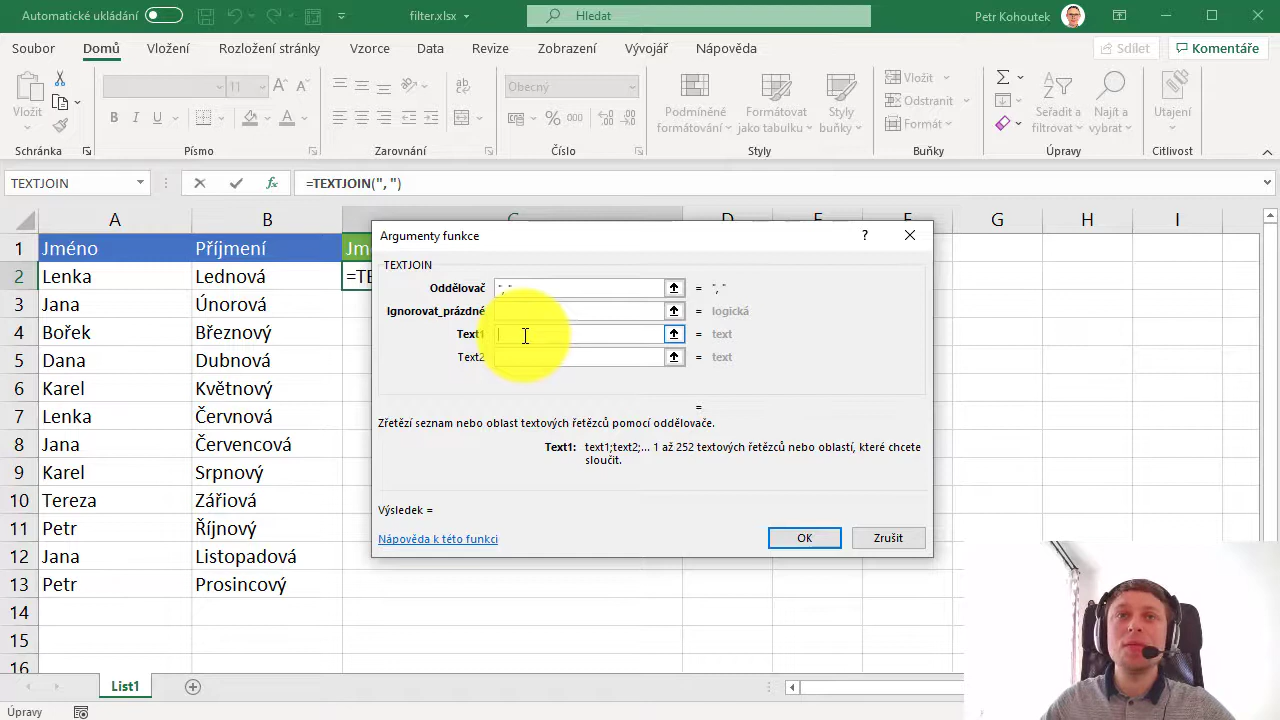 Automatické ukládání
filter.xlsx
Hledat
Petr Kohoutek
Soubor
Domů
Vložení
Rozložení stránky
Vzorce
Data
Revize
Zobrazení
Vývojář
Nápověda
Sdílet
Komentáře
Vložit
11
Obecný
Podmíněné
formátování
Formátovat
jako tabulku
Styly
buňky
Vložit
Odstranit
Formát
Seřadit a
filtrovat
Najít a
vybrat
Utajení
Schránka
Písmo
Zarovnání
Číslo
Styly
Buňky
Úpravy
Citlivost
TEXTJOIN
fx
=TEXTJOIN(", ")
A B C D E F G H I
1 Jméno Příjmení
2 Lenka Lednová =TE
3 Jana Únorová
4 Bořek Březnový
5 Dana Dubnová
6 Karel Květnový
7 Lenka Červnová
8 Jana Červencová
9 Karel Srpnový
10 Tereza Zářiová
11 Petr Říjnový
12 Jana Listopadová
13 Petr Prosincový
14
15
16
Argumenty funkce
?
TEXTJOIN
Oddělovač ", " = ", "
Ignorovat_prázdné = logická
Text1 = text
Text2 = text
=
Zřetězí seznam nebo oblast textových řetězců pomocí oddělovače.
Text1: text1;text2;... 1 až 252 textových řetězců nebo oblastí, které chcete
sloučit.
Výsledek =
Nápověda k této funkci
OK
Zrušit
List1
Úpravy